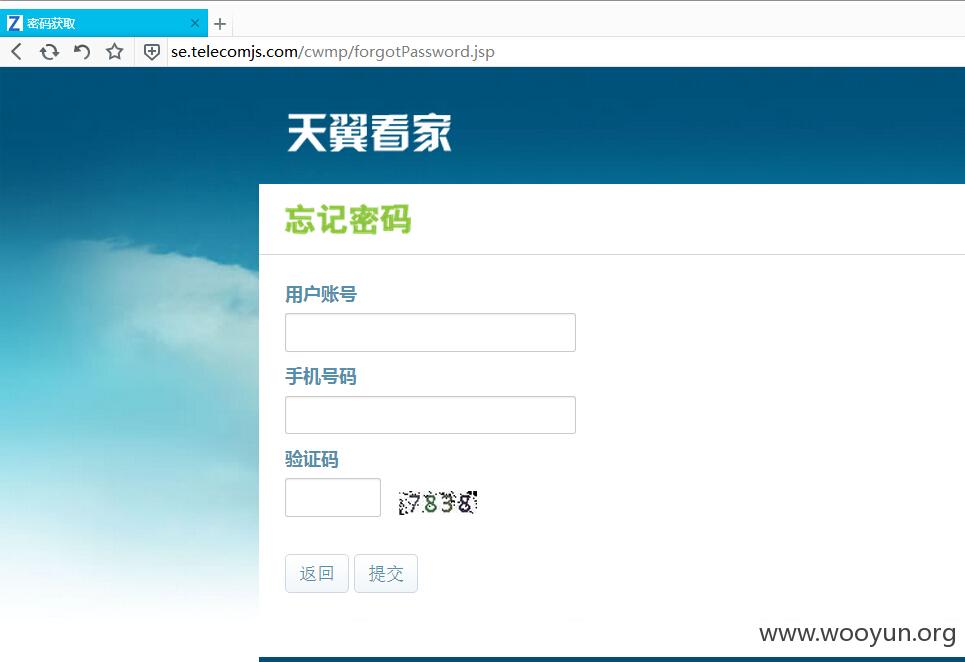 密码获取
se.telecomjs.com/cwmp/forgotPassword.jsp
天翼看家
忘记密码
用户账号
手机号码
验证码
7838
返回 提交
www.wooyun.org